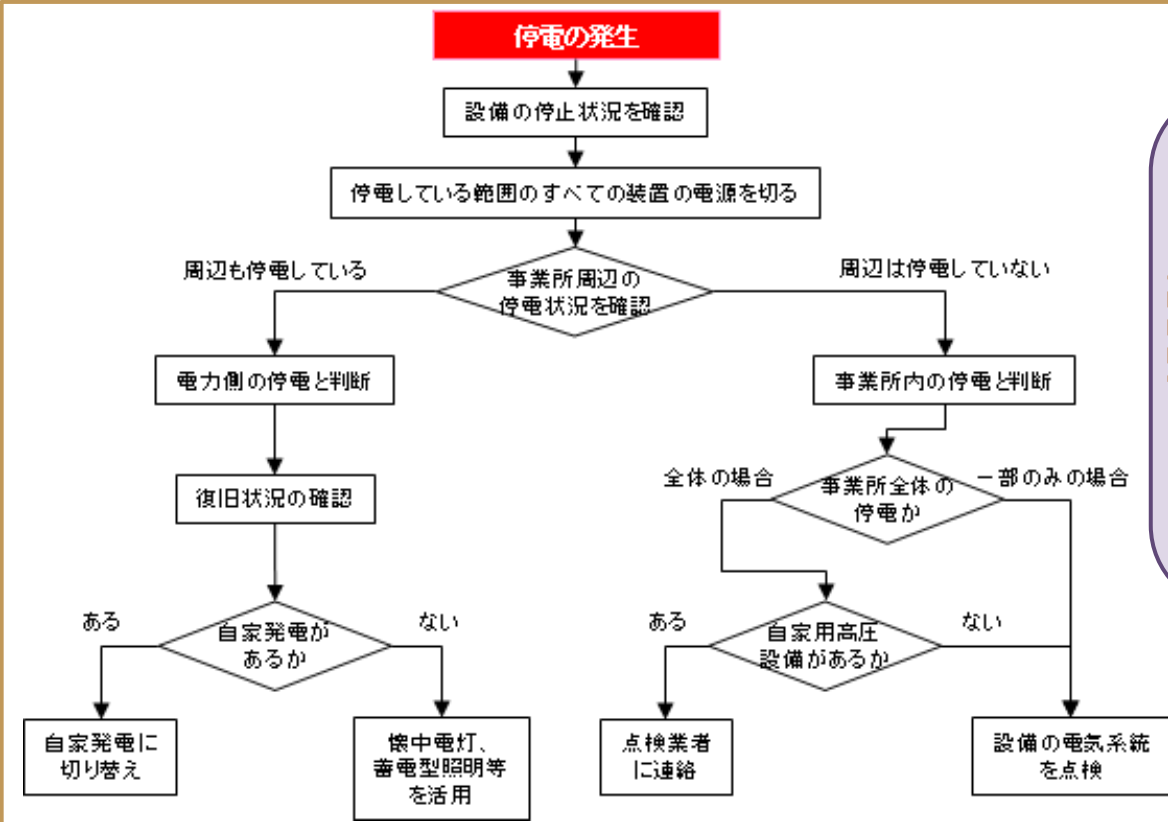 停電の発生
設備の停止状況を確認
停電している範囲のすべての装置の電源を切る
周辺も停電している
事業所周辺の
停電状況を確認
周辺は停電していない
電力側の停電と判断
事業所内の停電と判断
復旧状況の確認
全体の場合
事業所全体の
停電か
一部のみの場合
ある
自家発電が
あるか
ない
ある
自家用高圧
設備があるか
ない
自家発電に
切り替え
懐中電灯、
蓄電型照明等
を活用
点検業者
に連絡
設備の電気系統
を点検